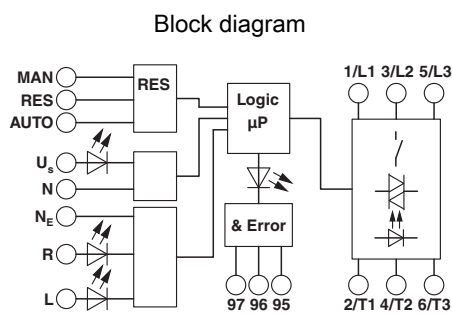 Block diagram
1/L1 3/L2 5/L3
MAN
RES
AUTO
RES
Logic
µP
Us
N
NE
R
L
& Error
97 96 95
2/T1 4/T2 6/T3